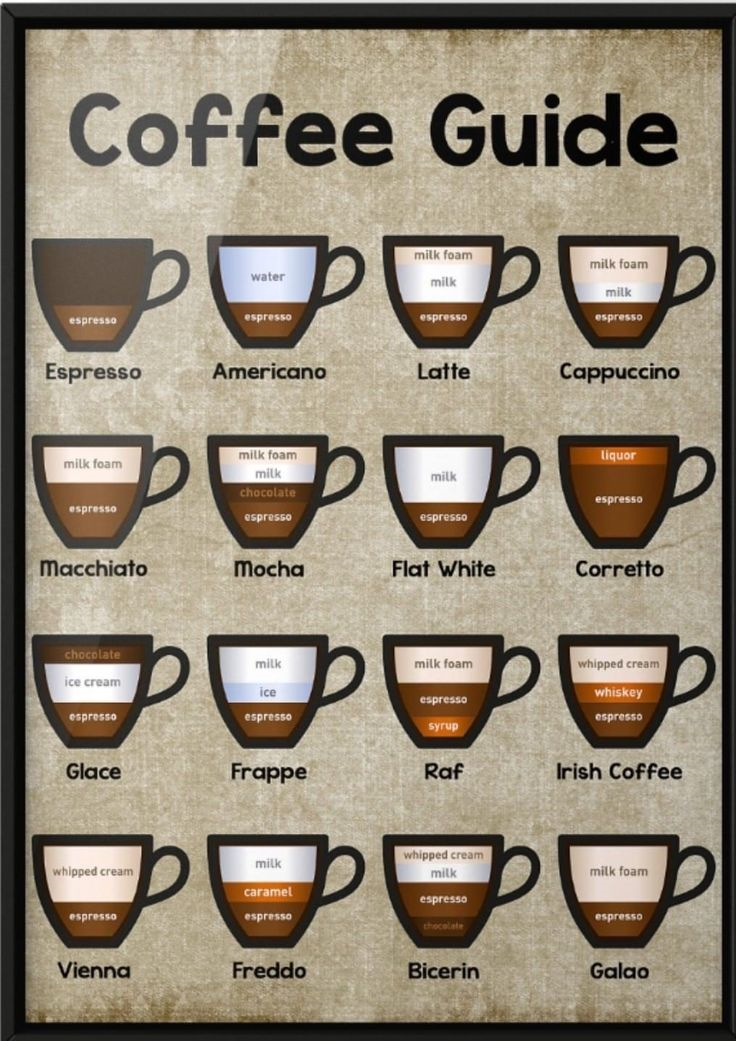 Coffee Guide
espresso
Espresso
water
espresso
Americano
milk foam
milk
espresso
Latte
milk foam
milk
espresso
Cappuccino
milk foam
espresso
Macchiato
milk foam
milk
chocolate
espresso
Mocha
milk
espresso
Flat White
liquor
espresso
Corretto
chocolate
ice cream
espresso
Glace
milk
ice
espresso
Frappe
milk foam
espresso
syrup
Raf
whipped cream
whiskey
espresso
Irish Coffee
whipped cream
espresso
Vienna
milk
caramel
espresso
Freddo
whipped cream
milk
espresso
chocolate
Bicerin
milk foam
espresso
Galao